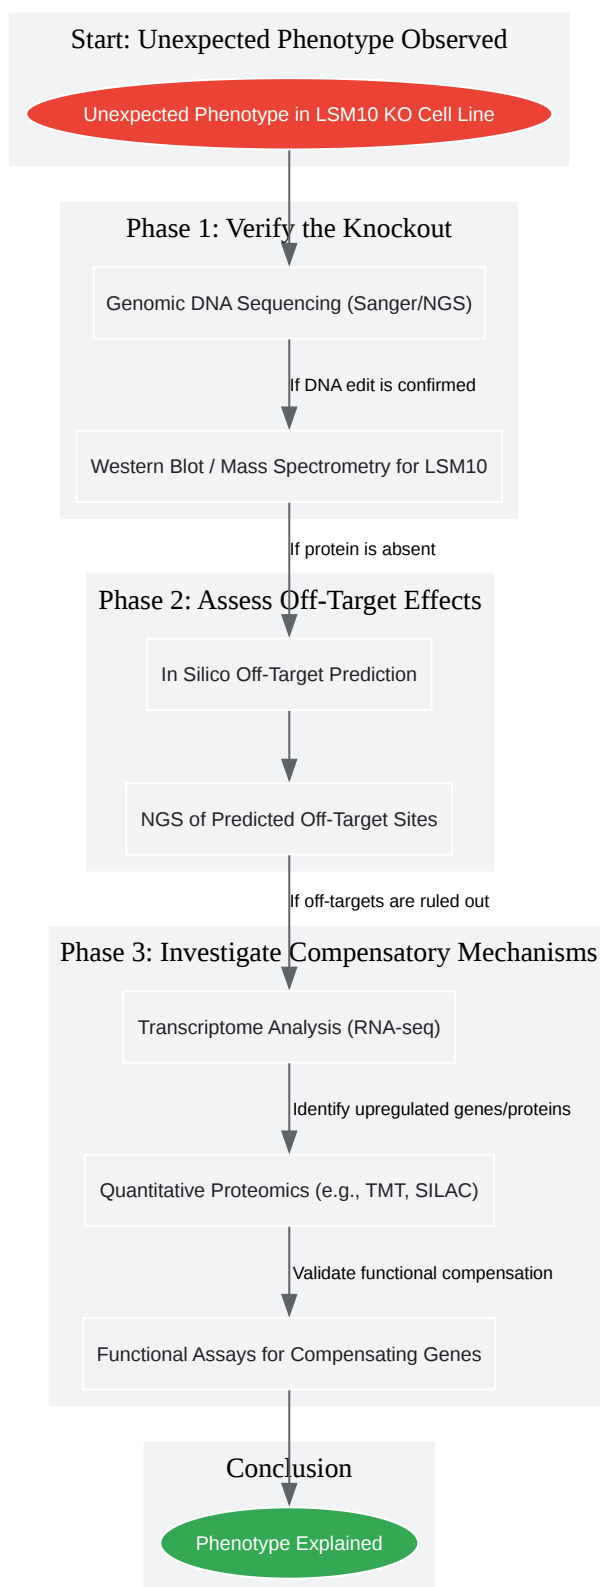 Start: Unexpected Phenotype Observed
Unexpected Phenotype in LSM10 KO Cell Line
Phase 1: Verify the Knockout
Genomic DNA Sequencing (Sanger/NGS)
If DNA edit is confirmed
Western Blot / Mass Spectrometry for LSM10
If protein is absent
Phase 2: Assess Off-Target Effects
In Silico Off-Target Prediction
NGS of Predicted Off-Target Sites
If off-targets are ruled out
Phase 3: Investigate Compensatory Mechanisms
Transcriptome Analysis (RNA-seq)
Identify upregulated genes/proteins
Quantitative Proteomics (e.g., TMT, SILAC)
Validate functional compensation
Functional Assays for Compensating Genes
Conclusion
Phenotype Explained